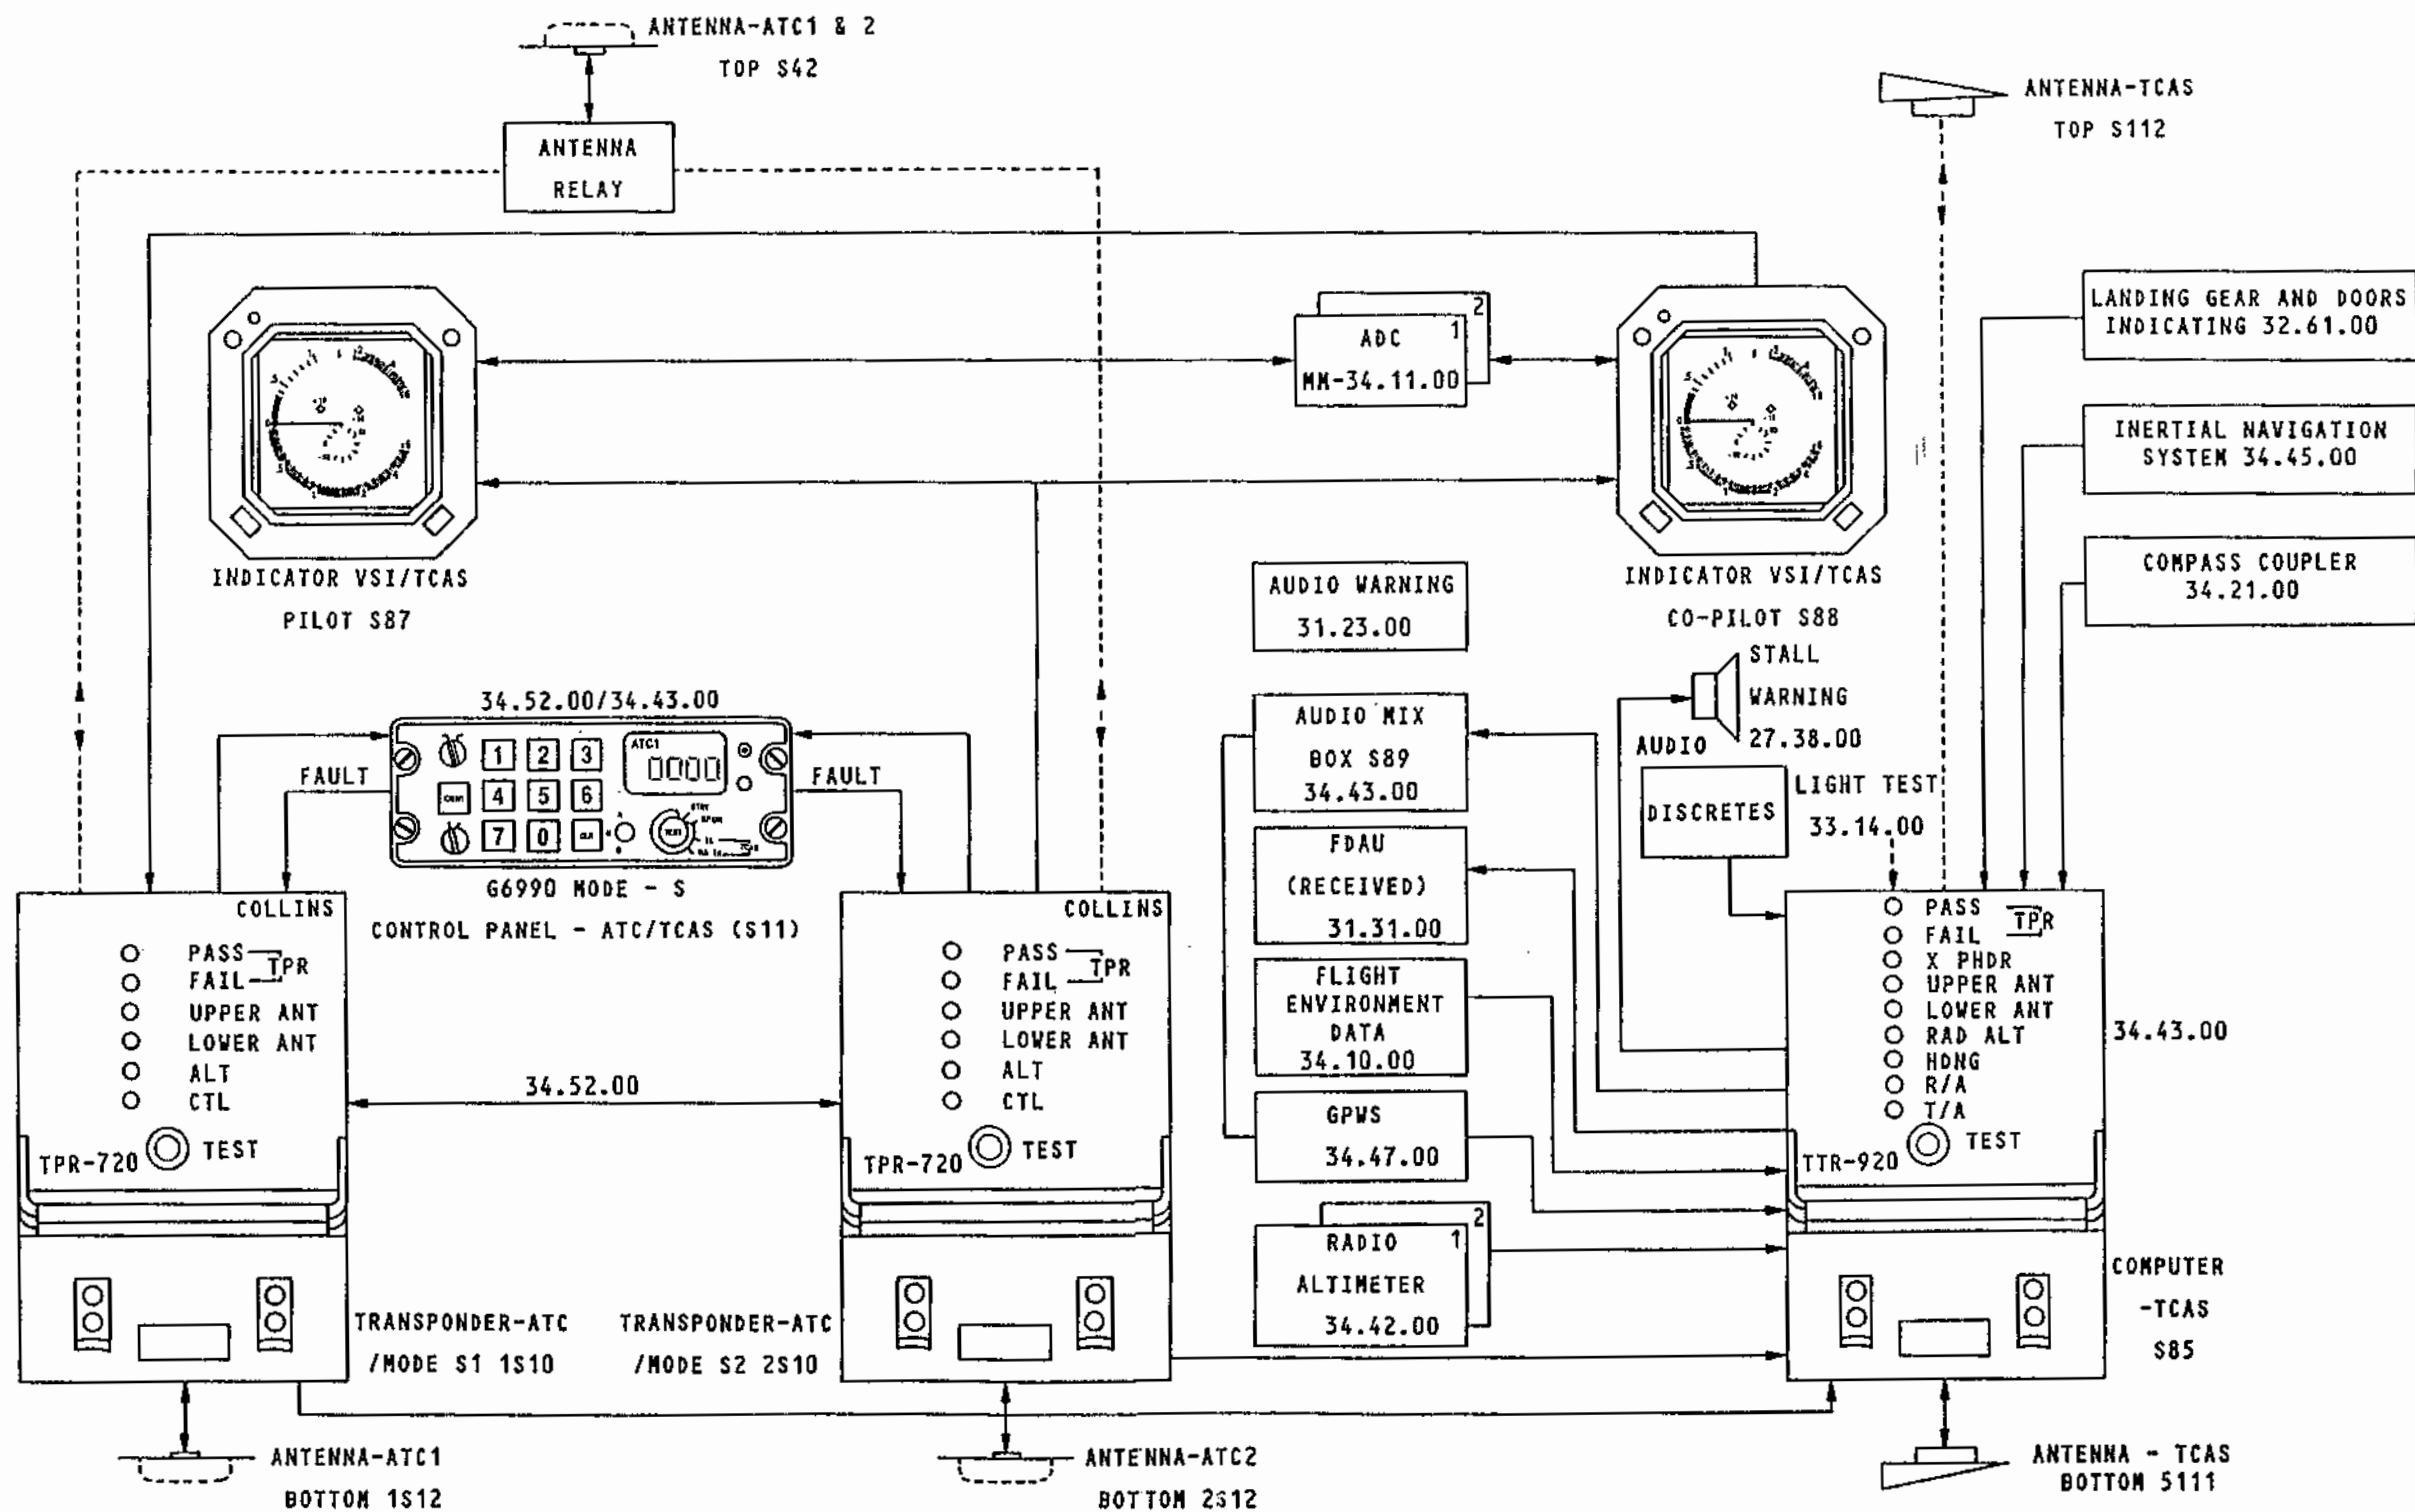 ANTENNA-ATC1 & 2
TOP S42
ANTENNA
RELAY
ANTENNA-TCAS
TOP S112
LANDING GEAR AND DOORS
INDICATING 32.61.00
INERTIAL NAVIGATION
SYSTEM 34.45.00
COMPASS COUPLER
34.21.00
2
1
ADC
MM-34.11.00
INDICATOR VSI/TCAS
PILOT S87
INDICATOR VSI/TCAS
CO-PILOT S88
AUDIO WARNING
31.23.00
STALL
WARNING
27.38.00
AUDIO
DISCRETES
LIGHT TEST
33.14.00
34.52.00/34.43.00
FAULT
FAULT
1 2 3
4 5 6
7 0 CLR
ATC1
0000
TEST
STBY
G6990 MODE - S
CONTROL PANEL - ATC/TCAS (S11)
AUDIO MIX
BOX S89
34.43.00
FDAU
(RECEIVED)
31.31.00
FLIGHT
ENVIRONMENT
DATA
34.10.00
GPWS
34.47.00
2
1
RADIO
ALTIMETER
34.42.00
COLLINS
PASS
FAIL
TPR
UPPER ANT
LOWER ANT
ALT
CTL
TEST
TPR-720
34.52.00
COLLINS
PASS
FAIL
TPR
UPPER ANT
LOWER ANT
ALT
CTL
TEST
TPR-720
PASS
FAIL
TPR
X PHDR
UPPER ANT
LOWER ANT
RAD ALT
HDNG
R/A
T/A
TEST
TTR-920
34.43.00
TRANSPONDER-ATC
/MODE S1 1S10
TRANSPONDER-ATC
/MODE S2 2S10
COMPUTER
-TCAS
S85
ANTENNA-ATC1
BOTTOM 1S12
ANTENNA-ATC2
BOTTOM 2S12
ANTENNA - TCAS
BOTTOM 5111